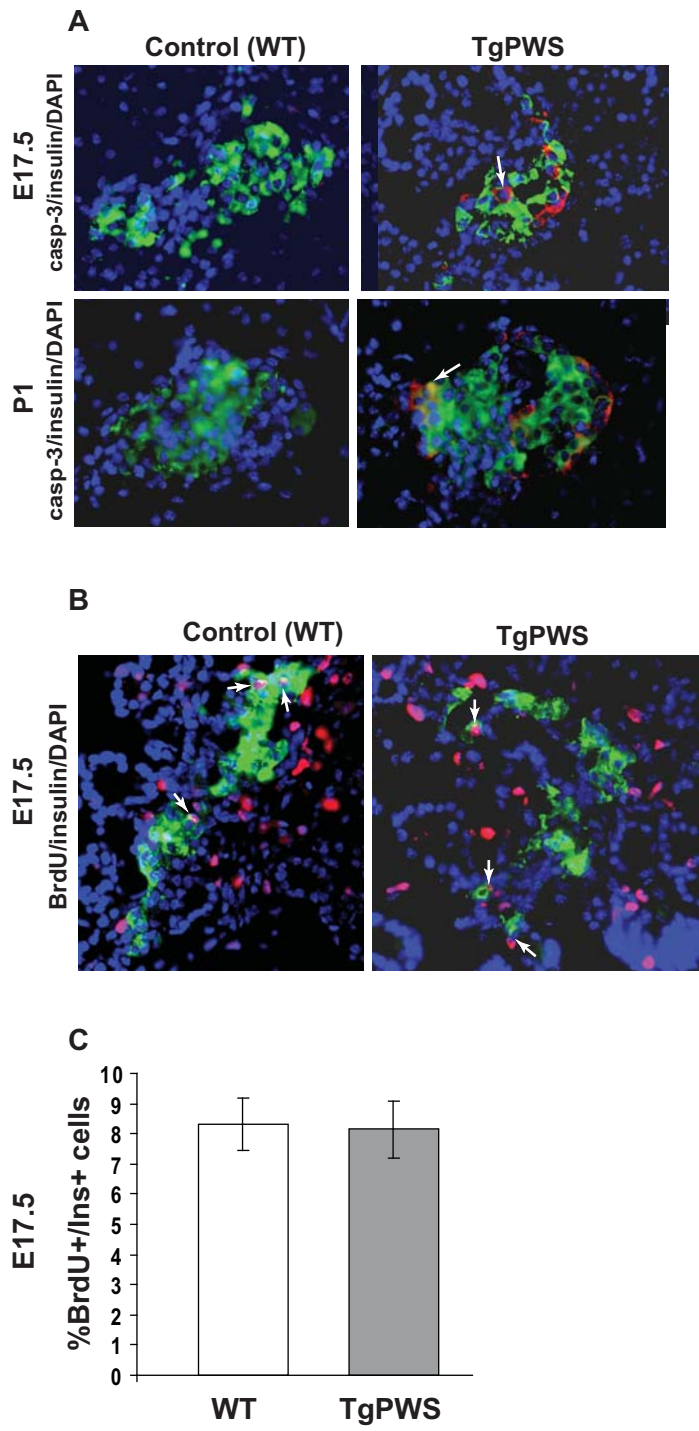 A
Control (WT)
TgPWS
E17.5
casp-3/insulin/DAPI
P1
casp-3/insulin/DAPI
B
Control (WT)
TgPWS
E17.5
BrdU/insulin/DAPI
C
E17.5
%BrdU+/Ins+ cells
10
9
8
7
6
5
4
3
2
1
0
WT
TgPWS